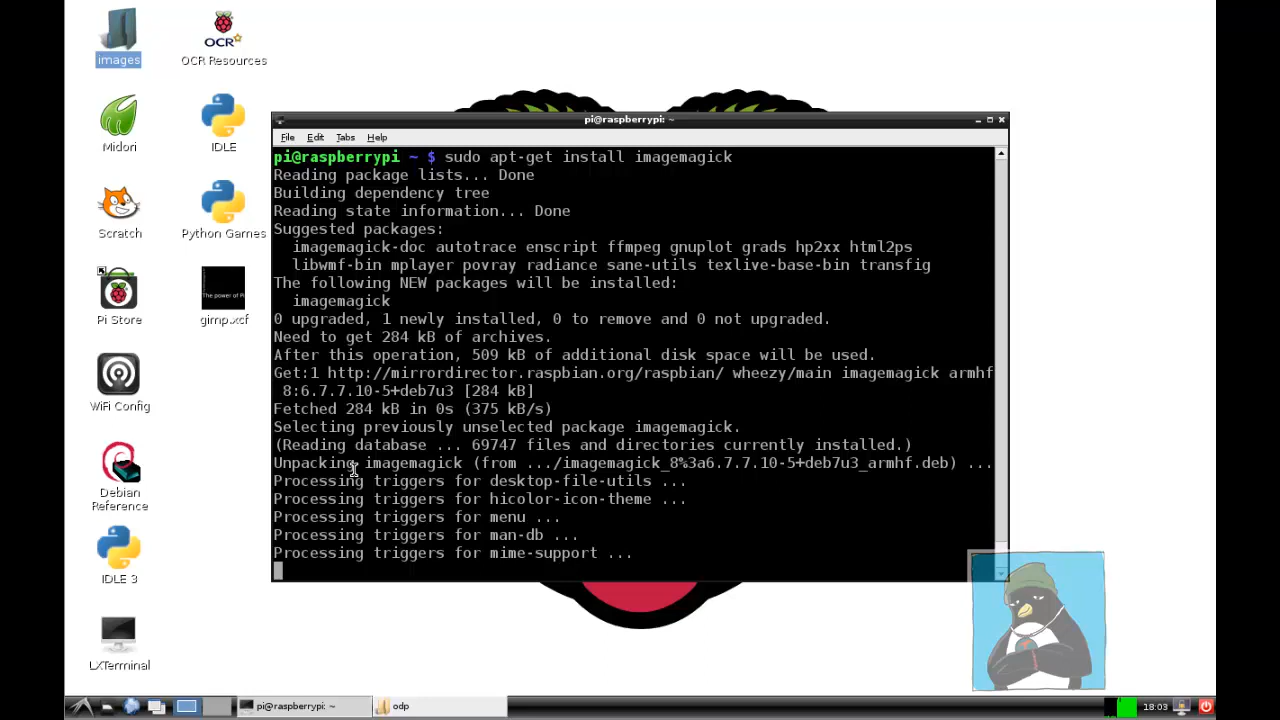 images
OCR
OCR Resources
Midori
IDLE
Scratch
Python Games
Pi Store
The power of Pi
gimp.xcf
WiFi Config
Debian
Reference
IDLE 3
LXTerminal
pi@raspberrypi: ~
File Edit Tabs Help
pi@raspberrypi ~ $ sudo apt-get install imagemagick
Reading package lists... Done
Building dependency tree
Reading state information... Done
Suggested packages:
imagemagick-doc autotrace enscript ffmpeg gnuplot grads hp2xx html2ps
libwmf-bin mplayer povray radiance sane-utils texlive-base-bin transfig
The following NEW packages will be installed:
imagemagick
0 upgraded, 1 newly installed, 0 to remove and 0 not upgraded.
Need to get 284 kB of archives.
After this operation, 509 kB of additional disk space will be used.
Get:1 http://mirrordirector.raspbian.org/raspbian/ wheezy/main imagemagick armhf
8:6.7.7.10-5+deb7u3 [284 kB]
Fetched 284 kB in 0s (375 kB/s)
Selecting previously unselected package imagemagick.
(Reading database ... 69747 files and directories currently installed.)
Unpacking imagemagick (from .../imagemagick_8%3a6.7.7.10-5+deb7u3_armhf.deb) ...
Processing triggers for desktop-file-utils ...
Processing triggers for hicolor-icon-theme ...
Processing triggers for menu ...
Processing triggers for man-db ...
Processing triggers for mime-support ...
pi@raspberrypi: ~
odp
18:03